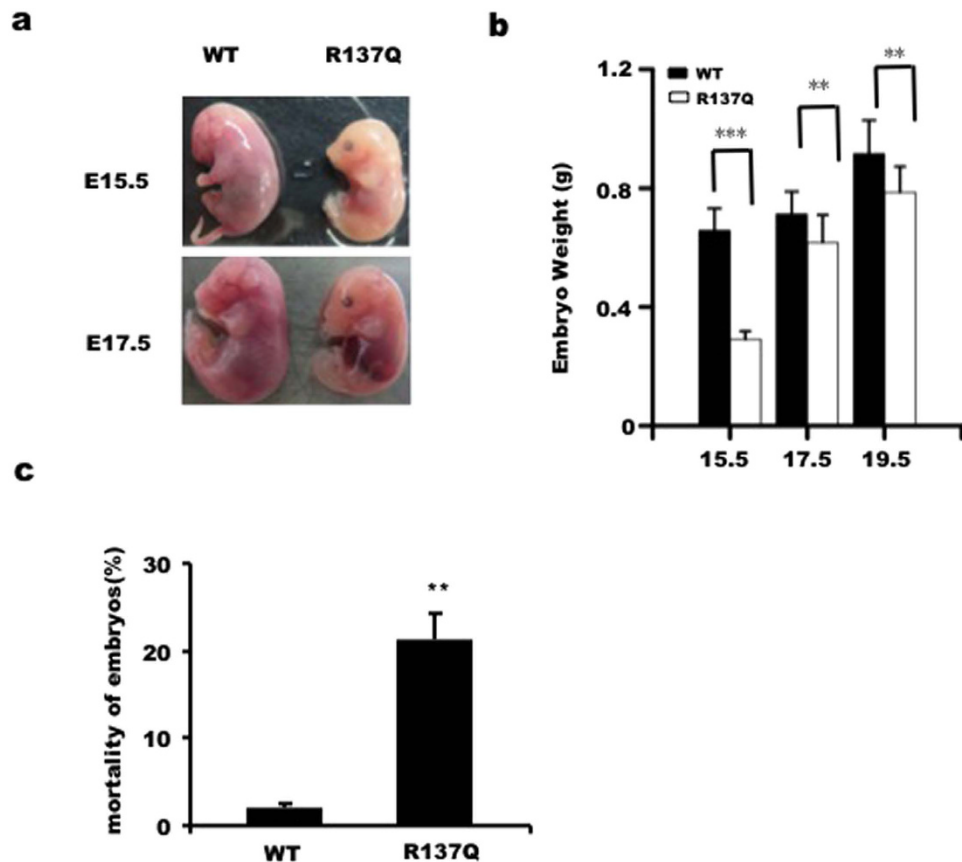 a
WT R137Q
E15.5
E17.5
b
WT
R137Q
***
**
**
1.2
0.8
0.4
0
Embryo Weight (g)
15.5 17.5 19.5
c
mortality of embryos(%)
30
20
10
0
**
WT R137Q